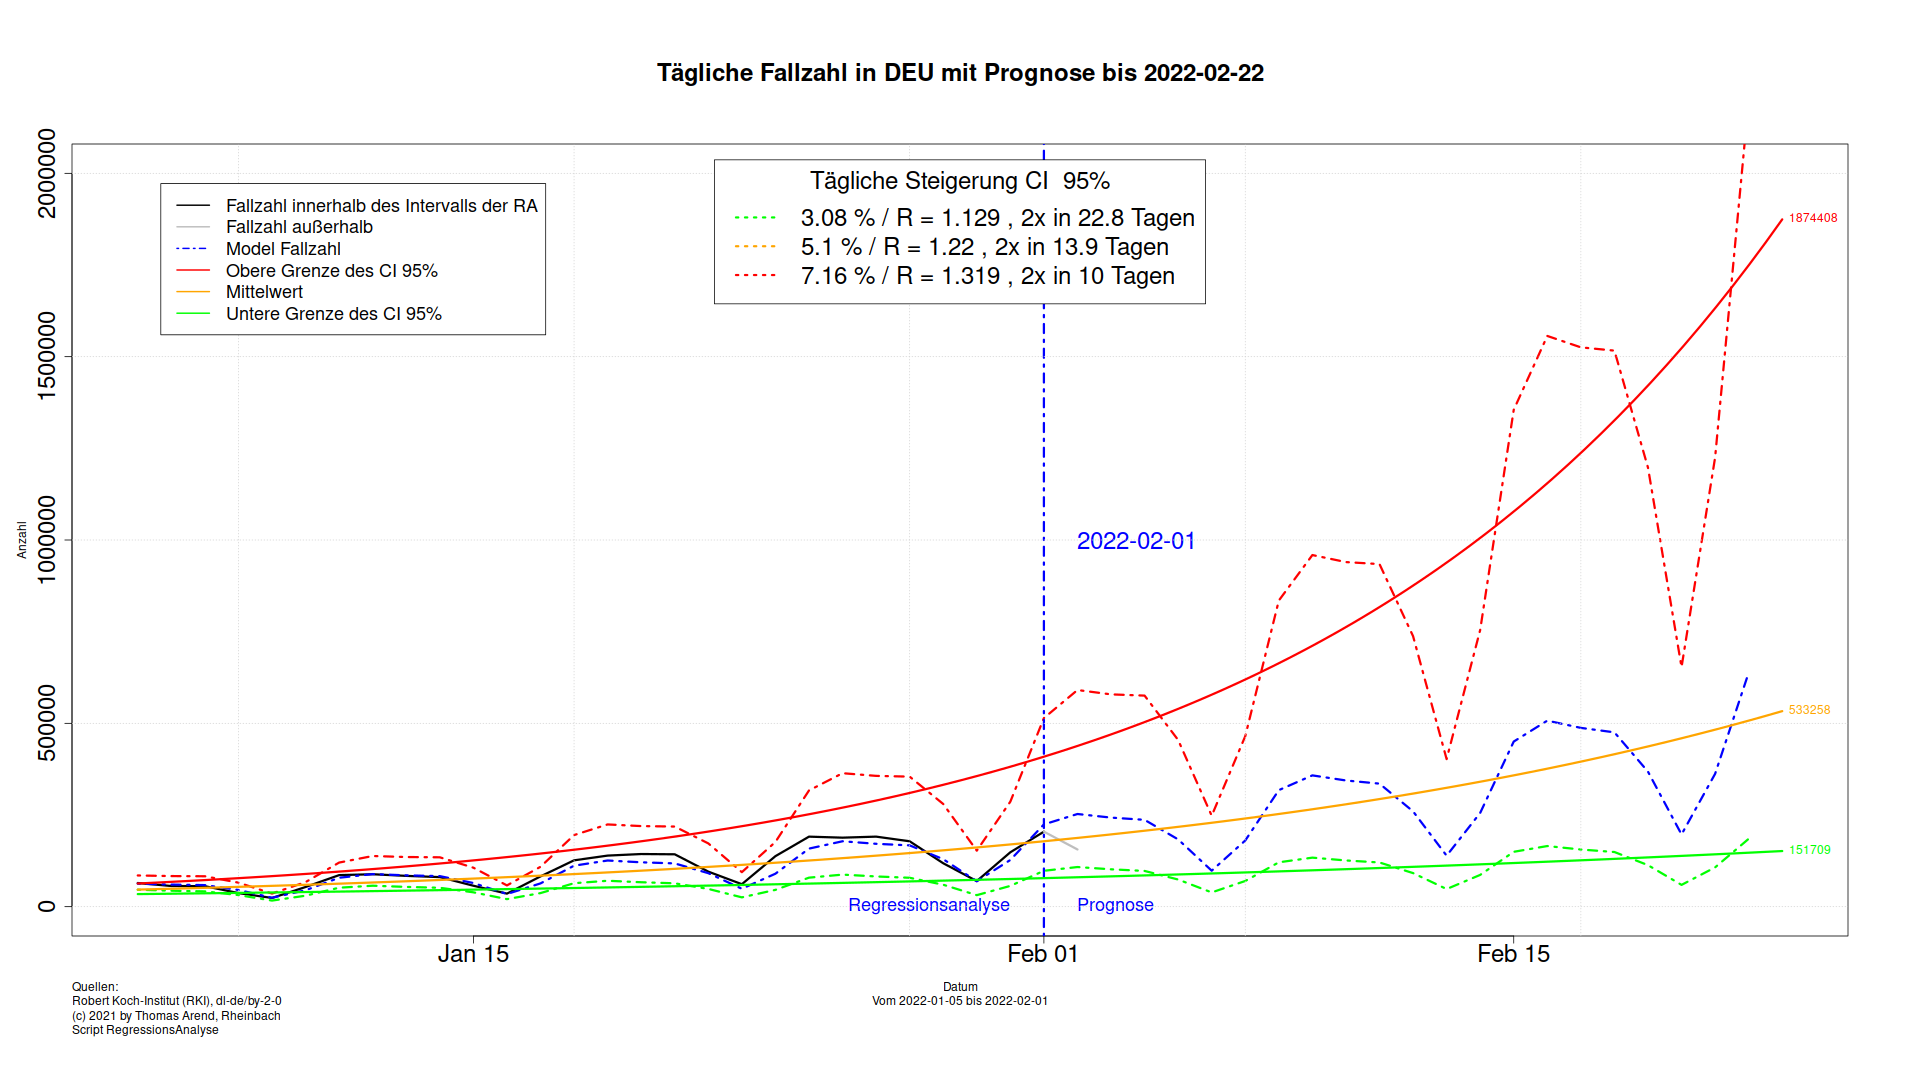 Tägliche Fallzahl in DEU mit Prognose bis 2022-02-22
Fallzahl innerhalb des Intervalls der RA
Fallzahl außerhalb
Model Fallzahl
Obere Grenze des CI 95%
Mittelwert
Untere Grenze des CI 95%
Tägliche Steigerung CI  95%
3.08 % / R = 1.129 , 2x in 22.8 Tagen
5.1 % / R = 1.22 , 2x in 13.9 Tagen
7.16 % / R = 1.319 , 2x in 10 Tagen
2000000
1500000
1000000
500000
0
Anzahl
1874408
533258
151709
2022-02-01
Regressionsanalyse
Prognose
Jan 15
Feb 01
Feb 15
Datum
Vom 2022-01-05 bis 2022-02-01
Quellen:
Robert Koch-Institut (RKI), dl-de/by-2-0
(c) 2021 by Thomas Arend, Rheinbach
Script RegressionsAnalyse